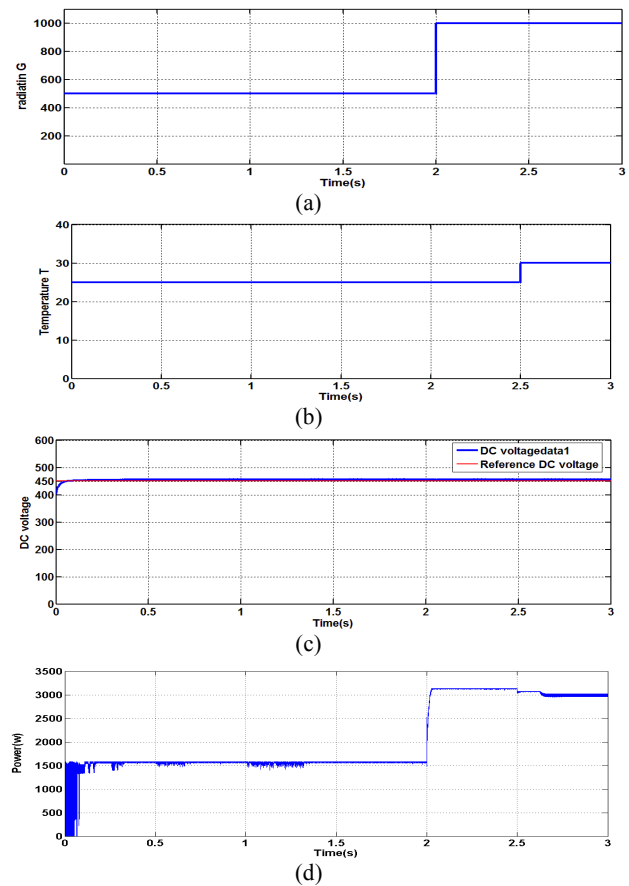 1000
800
600
400
200
radiatin G
0 0.5 1 1.5 2 2.5 3
Time(s)
(a)
40
30
20
10
0
Temperature T
0 0.5 1 1.5 2 2.5 3
Time(s)
(b)
600
500
450
400
300
200
100
0
DC voltage
DC voltagedata1
Reference DC voltage
0 0.5 1 1.5 2 2.5 3
Time(s)
(c)
3500
3000
2500
2000
1500
1000
500
0
Power(w)
0 0.5 1 1.5 2 2.5 3
Time(s)
(d)